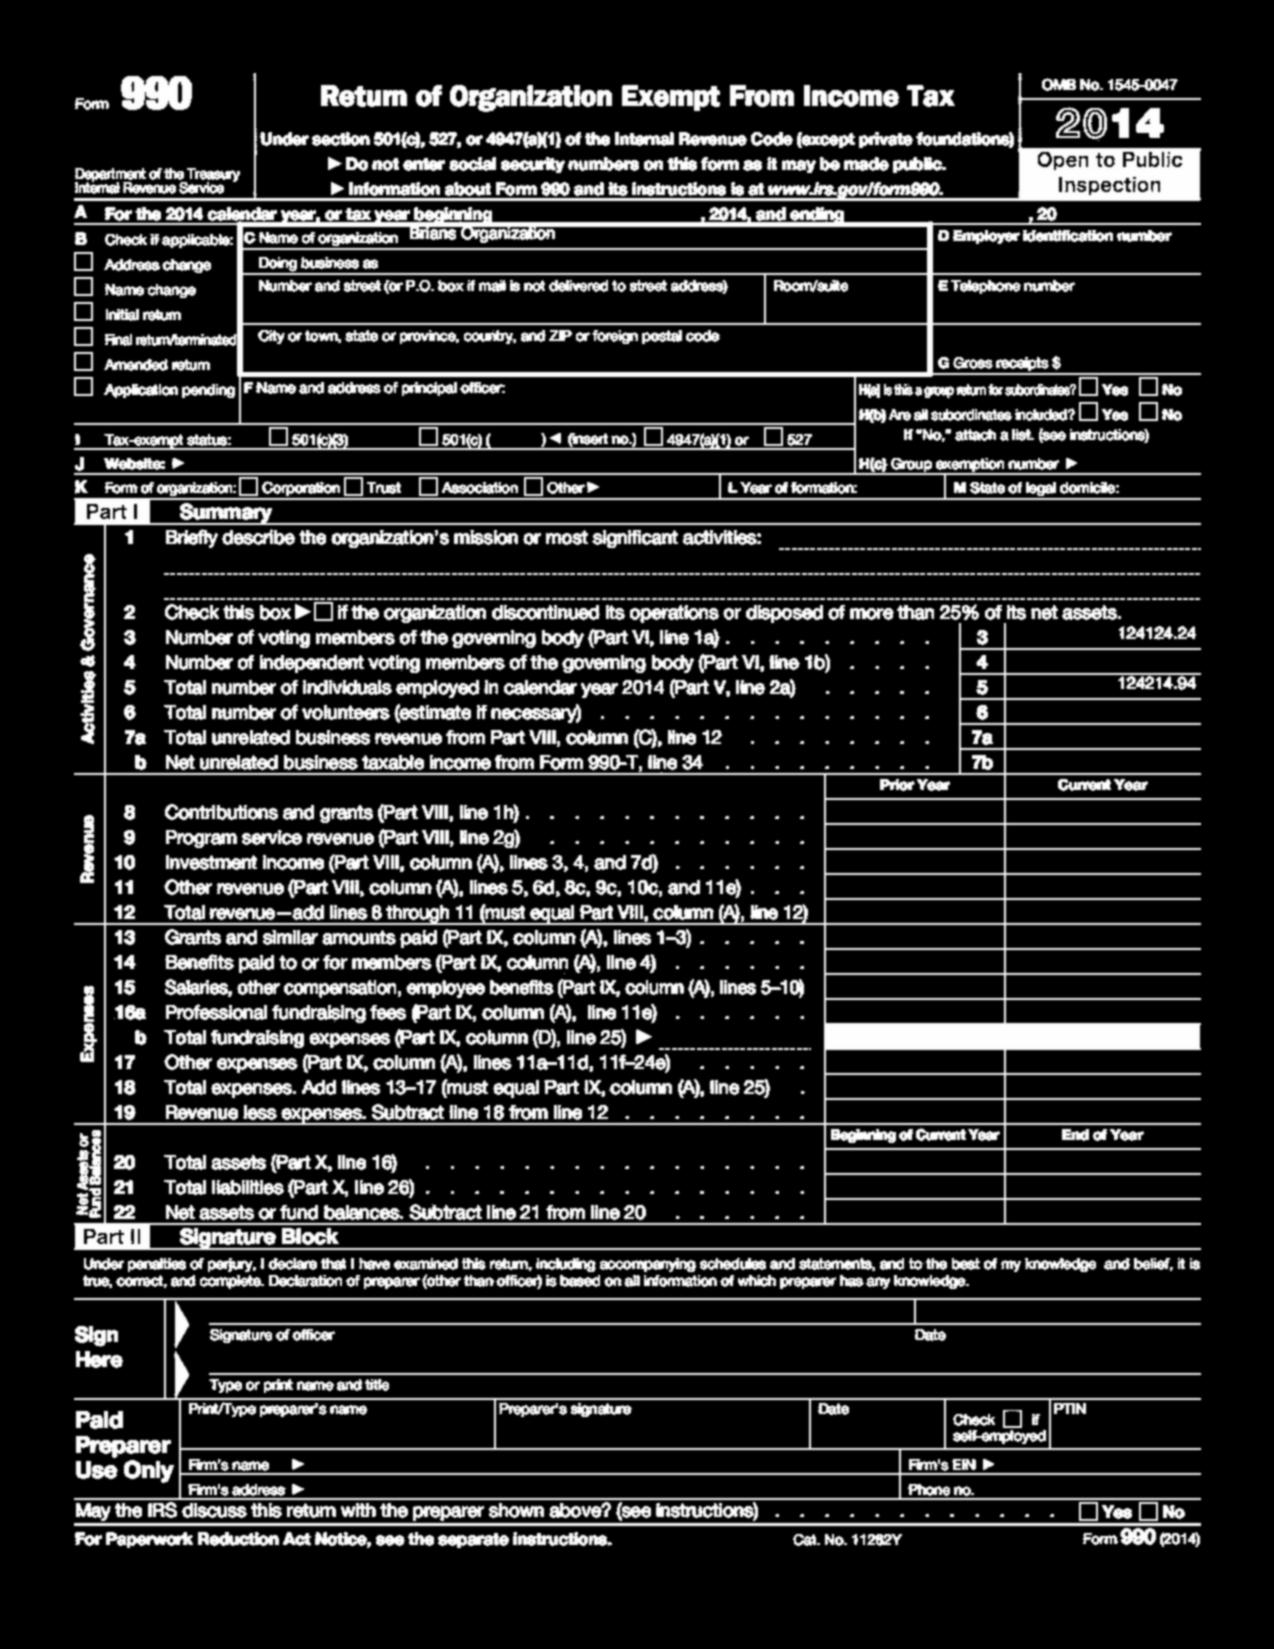 Form 990
Return of Organization Exempt From Income Tax
OMB No. 1545-0047
2014
Under section 501(c), 527, or 4947(a)(1) of the Internal Revenue Code (except private foundations)
▶ Do not enter social security numbers on this form as it may be made public.
▶ Information about Form 990 and its instructions is at www.irs.gov/form990.
Department of the Treasury
Internal Revenue Service
Open to Public
Inspection
A For the 2014 calendar year, or tax year beginning , 2014, and ending , 20
B Check if applicable:
Address change
Name change
Initial return
Final return/terminated
Amended return
Application pending
C Name of organization Brians Organization
Doing business as
Number and street (or P.O. box if mail is not delivered to street address) Room/suite
City or town, state or province, country, and ZIP or foreign postal code
D Employer identification number
E Telephone number
G Gross receipts $
F Name and address of principal officer:
H(a) Is this a group return for subordinates? Yes No
H(b) Are all subordinates included? Yes No
If "No," attach a list. (see instructions)
I Tax-exempt status: 501(c)(3) 501(c) ( ) ◀ (insert no.) 4947(a)(1) or 527
J Website: ▶
H(c) Group exemption number ▶
K Form of organization: Corporation Trust Association Other ▶ L Year of formation: M State of legal domicile:
Part I Summary
Activities & Governance
1 Briefly describe the organization's mission or most significant activities:
2 Check this box ▶ if the organization discontinued its operations or disposed of more than 25% of its net assets.
3 Number of voting members of the governing body (Part VI, line 1a) . . . . . . . . . 3 124124.24
4 Number of independent voting members of the governing body (Part VI, line 1b) . . . . 4
5 Total number of individuals employed in calendar year 2014 (Part V, line 2a) . . . . . 5 124214.94
6 Total number of volunteers (estimate if necessary) . . . . . . . . . . . . . . 6
7a Total unrelated business revenue from Part VIII, column (C), line 12 . . . . . . . . 7a
b Net unrelated business taxable income from Form 990-T, line 34 . . . . . . . . . 7b
Prior Year Current Year
Revenue
8 Contributions and grants (Part VIII, line 1h) . . . . . . . . . . . .
9 Program service revenue (Part VIII, line 2g) . . . . . . . . . . .
10 Investment income (Part VIII, column (A), lines 3, 4, and 7d) . . . . . .
11 Other revenue (Part VIII, column (A), lines 5, 6d, 8c, 9c, 10c, and 11e) . . .
12 Total revenue—add lines 8 through 11 (must equal Part VIII, column (A), line 12)
Expenses
13 Grants and similar amounts paid (Part IX, column (A), lines 1–3) . . . . .
14 Benefits paid to or for members (Part IX, column (A), line 4) . . . . . .
15 Salaries, other compensation, employee benefits (Part IX, column (A), lines 5–10)
16a Professional fundraising fees (Part IX, column (A), line 11e) . . . . . .
b Total fundraising expenses (Part IX, column (D), line 25) ▶
17 Other expenses (Part IX, column (A), lines 11a–11d, 11f–24e) . . . . .
18 Total expenses. Add lines 13–17 (must equal Part IX, column (A), line 25) .
19 Revenue less expenses. Subtract line 18 from line 12 . . . . . . . .
Net Assets or
Fund Balances
Beginning of Current Year End of Year
20 Total assets (Part X, line 16) . . . . . . . . . . . . . . . .
21 Total liabilities (Part X, line 26) . . . . . . . . . . . . . . . .
22 Net assets or fund balances. Subtract line 21 from line 20 . . . . . .
Part II Signature Block
Under penalties of perjury, I declare that I have examined this return, including accompanying schedules and statements, and to the best of my knowledge and belief, it is
true, correct, and complete. Declaration of preparer (other than officer) is based on all information of which preparer has any knowledge.
Sign
Here
Signature of officer Date
Type or print name and title
Paid
Preparer
Use Only
Print/Type preparer's name Preparer's signature Date Check if
self-employed PTIN
Firm's name ▶ Firm's EIN ▶
Firm's address ▶ Phone no.
May the IRS discuss this return with the preparer shown above? (see instructions) . . . . . . . . . . . . Yes No
For Paperwork Reduction Act Notice, see the separate instructions. Cat. No. 11282Y Form 990 (2014)